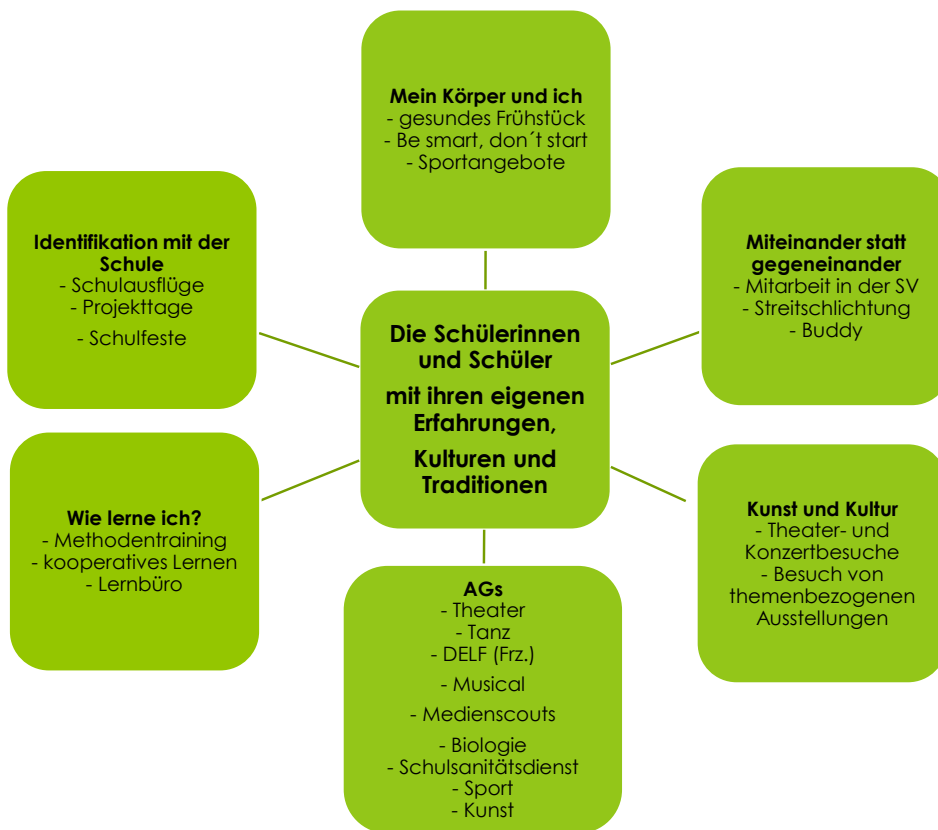 Mein Körper und ich
- gesundes Frühstück
- Be smart, don´t start
- Sportangebote
Identifikation mit der
Schule
- Schulausflüge
- Projekttage
- Schulfeste
Miteinander statt
gegeneinander
- Mitarbeit in der SV
- Streitschlichtung
- Buddy
Die Schülerinnen
und Schüler
mit ihren eigenen
Erfahrungen,
Kulturen und
Traditionen
Wie lerne ich?
- Methodentraining
- kooperatives Lernen
- Lernbüro
Kunst und Kultur
- Theater- und
Konzertbesuche
- Besuch von
themenbezogenen
Ausstellungen
AGs
- Theater
- Tanz
- DELF (Frz.)
- Musical
- Medienscouts
- Biologie
- Schulsanitätsdienst
- Sport
- Kunst